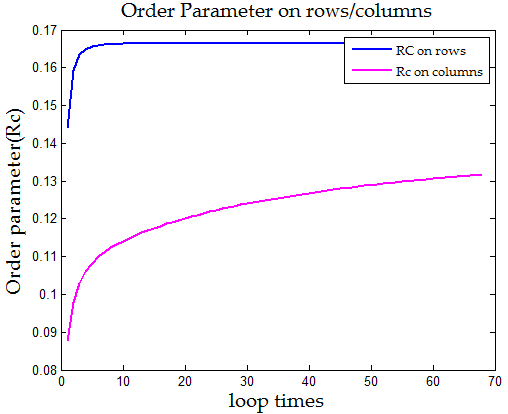 Order Parameter on rows/columns
0.17
0.16
0.15
0.14
0.13
0.12
0.11
0.1
0.09
0.08
Order parameter(Rc)
RC on rows
Rc on columns
0 10 20 30 40 50 60 70
loop times